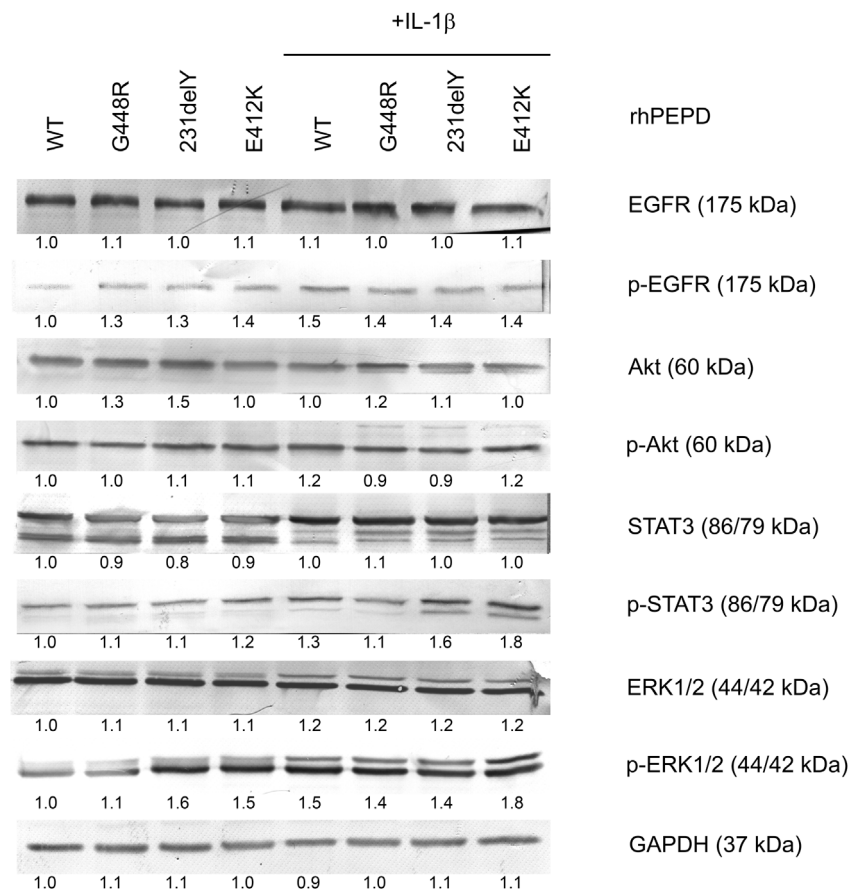 +IL-1β
WT G448R 231delY E412K WT G448R 231delY E412K rhPEPD
EGFR (175 kDa)
1.0 1.1 1.0 1.1 1.1 1.0 1.0 1.1
p-EGFR (175 kDa)
1.0 1.3 1.3 1.4 1.5 1.4 1.4 1.4
Akt (60 kDa)
1.0 1.3 1.5 1.0 1.0 1.2 1.1 1.0
p-Akt (60 kDa)
1.0 1.0 1.1 1.1 1.2 0.9 0.9 1.2
STAT3 (86/79 kDa)
1.0 0.9 0.8 0.9 1.0 1.1 1.0 1.0
p-STAT3 (86/79 kDa)
1.0 1.1 1.1 1.2 1.3 1.1 1.6 1.8
ERK1/2 (44/42 kDa)
1.0 1.1 1.1 1.1 1.2 1.2 1.2 1.2
p-ERK1/2 (44/42 kDa)
1.0 1.1 1.6 1.5 1.5 1.4 1.4 1.8
GAPDH (37 kDa)
1.0 1.1 1.1 1.0 0.9 1.0 1.1 1.1